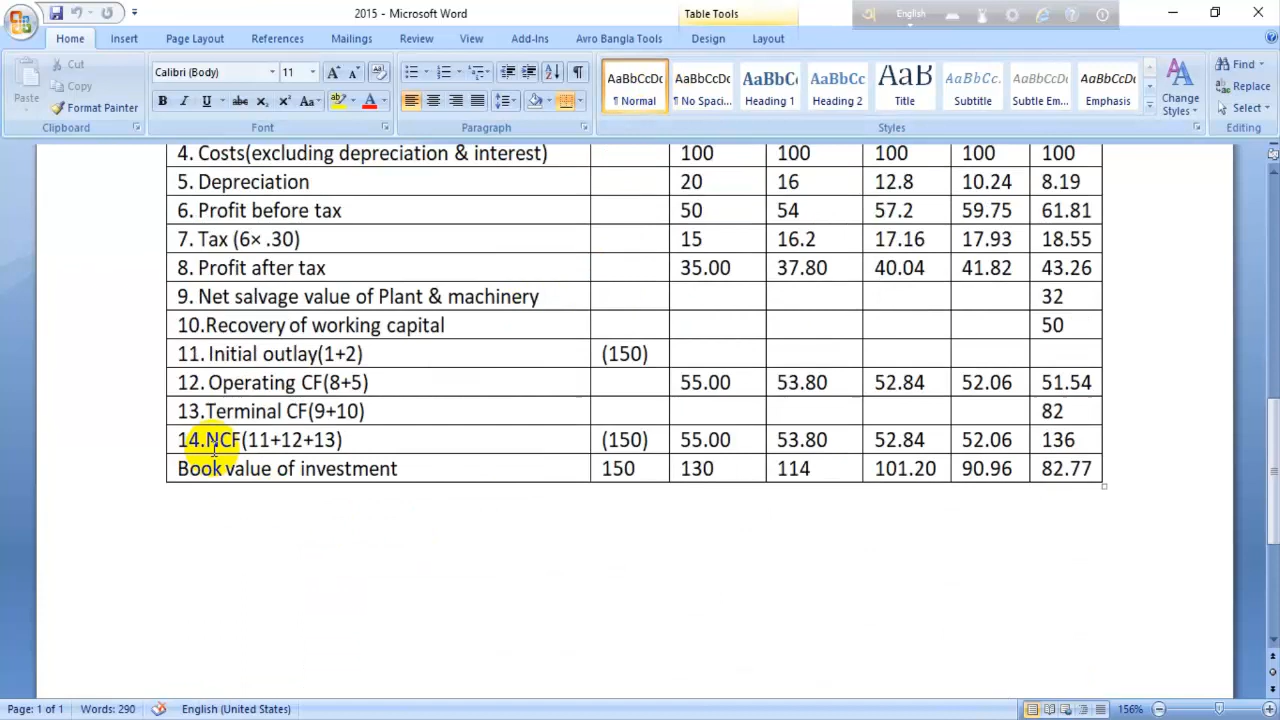 2015 - Microsoft Word
Table Tools
English
Home Insert Page Layout References Mailings Review View Add-Ins Avro Bangla Tools Design Layout
Paste
Cut
Copy
Format Painter
Clipboard
Calibri (Body) 11
Font
Paragraph
AaBbCcDc AaBbCcDc AaBbCc AaBbCc AaB AaBbCc. AaBbCcDc AaBbCcDc
¶ Normal ¶ No Spaci... Heading 1 Heading 2 Title Subtitle Subtle Em... Emphasis
Styles
Change Styles
Find
Replace
Select
Editing
4. Costs(excluding depreciation & interest) 100 100 100 100 100
5. Depreciation 20 16 12.8 10.24 8.19
6. Profit before tax 50 54 57.2 59.75 61.81
7. Tax (6× .30) 15 16.2 17.16 17.93 18.55
8. Profit after tax 35.00 37.80 40.04 41.82 43.26
9. Net salvage value of Plant & machinery 32
10.Recovery of working capital 50
11. Initial outlay(1+2) (150)
12. Operating CF(8+5) 55.00 53.80 52.84 52.06 51.54
13.Terminal CF(9+10) 82
14.NCF(11+12+13) (150) 55.00 53.80 52.84 52.06 136
Book value of investment 150 130 114 101.20 90.96 82.77
Page: 1 of 1 Words: 290 English (United States) 156%